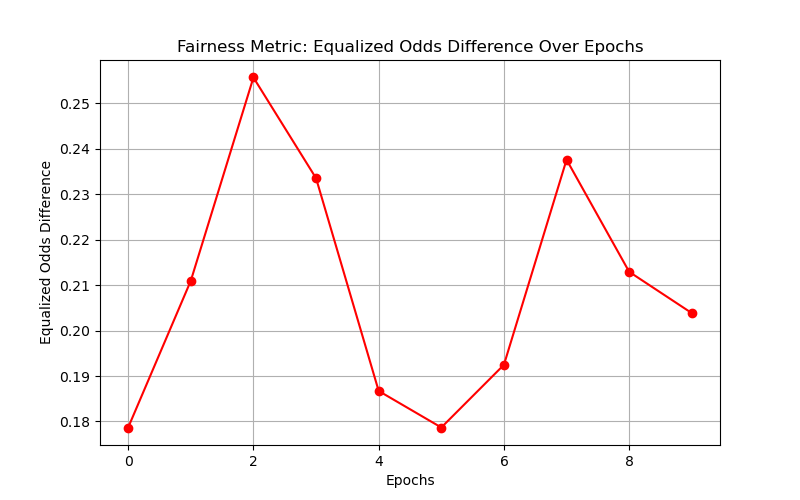 Fairness Metric: Equalized Odds Difference Over Epochs
Equalized Odds Difference
0.25
0.24
0.23
0.22
0.21
0.20
0.19
0.18
0 2 4 6 8
Epochs